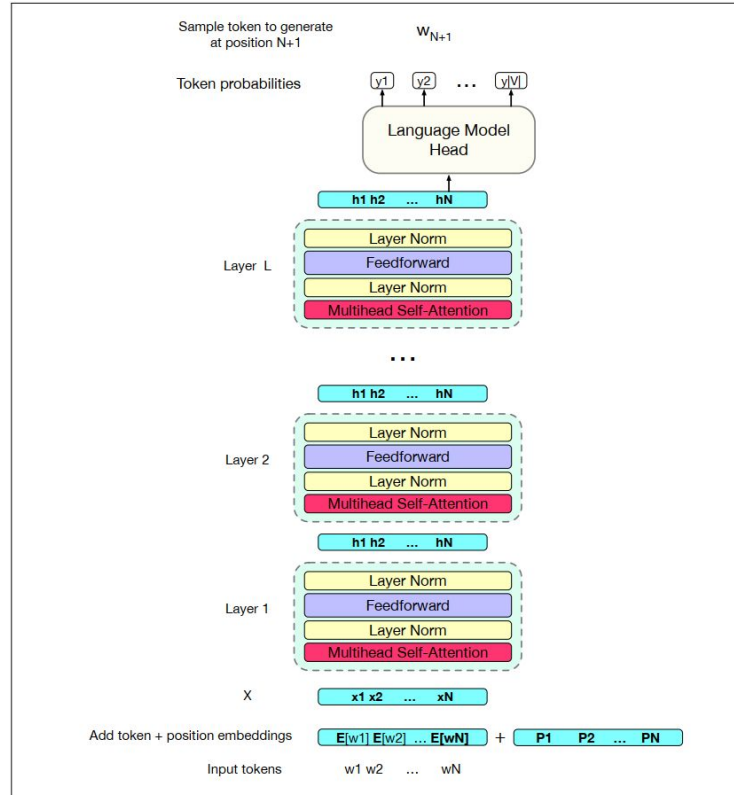 Sample token to generate
at position N+1
wN+1
Token probabilities
y1 y2 ... y|V|
Language Model
Head
h1 h2 ... hN
Layer L
Layer Norm
Feedforward
Layer Norm
Multihead Self-Attention
...
h1 h2 ... hN
Layer 2
Layer Norm
Feedforward
Layer Norm
Multihead Self-Attention
h1 h2 ... hN
Layer 1
Layer Norm
Feedforward
Layer Norm
Multihead Self-Attention
X
x1 x2 ... xN
Add token + position embeddings
E[w1] E[w2] ... E[wN] + P1 P2 ... PN
Input tokens
w1 w2 ... wN